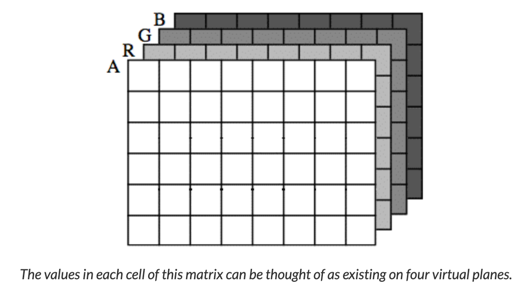 B
G
R
A
The values in each cell of this matrix can be thought of as existing on four virtual planes.